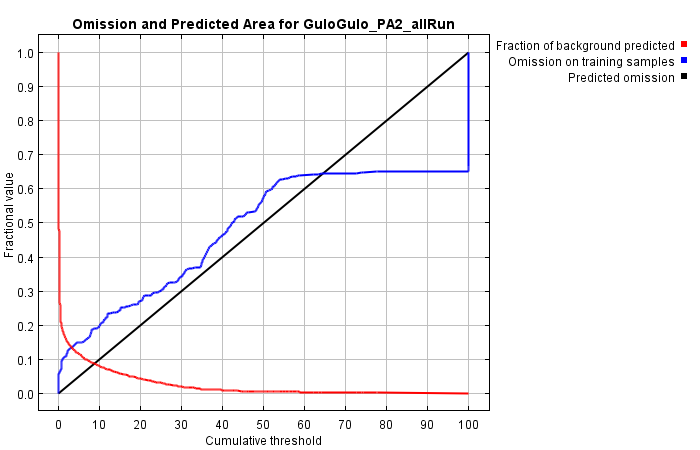 Omission and Predicted Area for GuloGulo_PA2_allRun
Fraction of background predicted
Omission on training samples
Predicted omission
1.0
0.9
0.8
0.7
0.6
0.5
0.4
0.3
0.2
0.1
0.0
Fractional value
0 10 20 30 40 50 60 70 80 90 100
Cumulative threshold